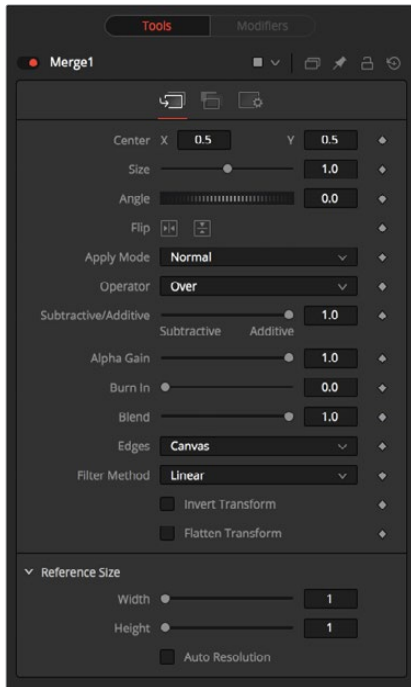 Tools Modifiers
Merge1
Center X 0.5 Y 0.5
Size 1.0
Angle 0.0
Flip
Apply Mode Normal
Operator Over
Subtractive/Additive 1.0
Subtractive Additive
Alpha Gain 1.0
Burn In 0.0
Blend 1.0
Edges Canvas
Filter Method Linear
Invert Transform
Flatten Transform
Reference Size
Width 1
Height 1
Auto Resolution